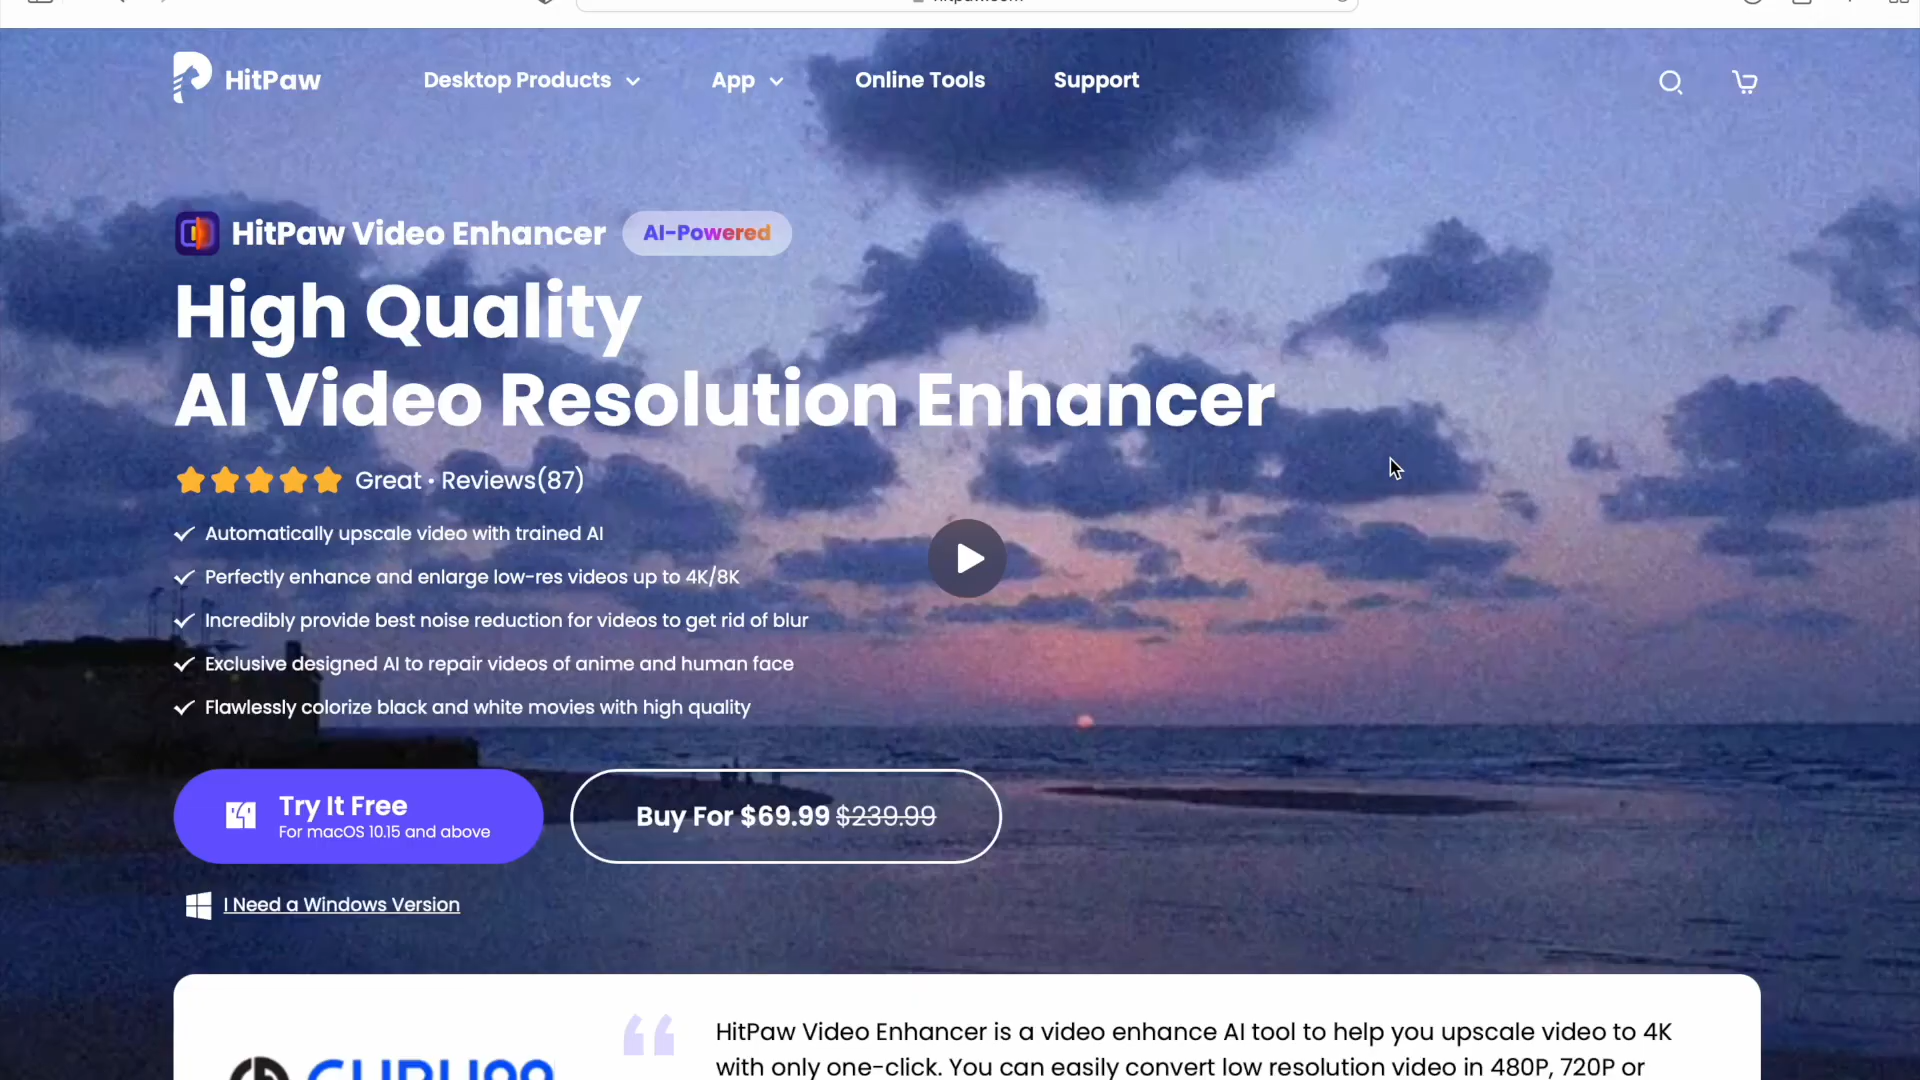 HitPaw
Desktop Products
App
Online Tools
Support
HitPaw Video Enhancer
AI-Powered
High Quality
AI Video Resolution Enhancer
Great • Reviews(87)
Automatically upscale video with trained AI
Perfectly enhance and enlarge low-res videos up to 4K/8K
Incredibly provide best noise reduction for videos to get rid of blur
Exclusive designed AI to repair videos of anime and human face
Flawlessly colorize black and white movies with high quality
Try It Free
For macOS 10.15 and above
Buy For $69.99 $239.99
I Need a Windows Version
HitPaw Video Enhancer is a video enhance AI tool to help you upscale video to 4K
with only one-click. You can easily convert low resolution video in 480P, 720P or